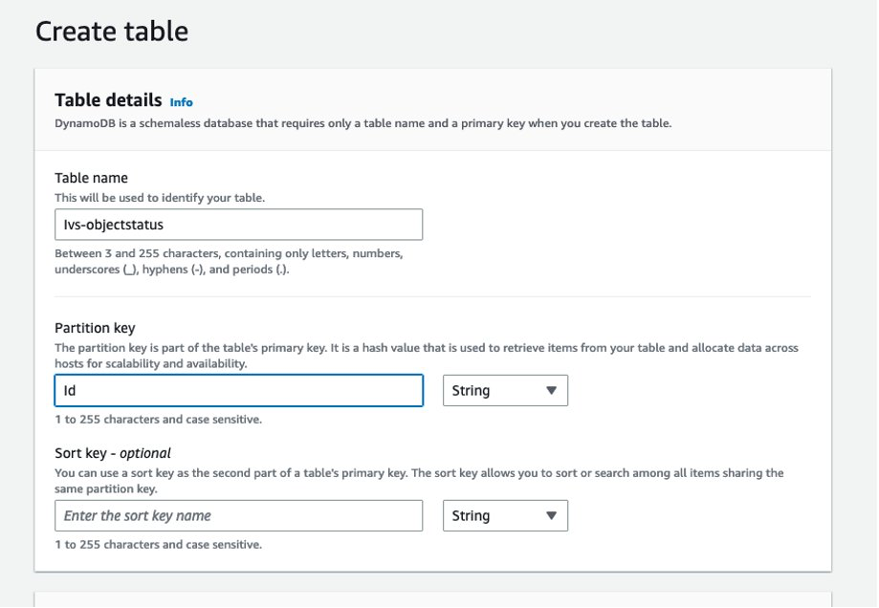 Create table
Table details Info
DynamoDB is a schemaless database that requires only a table name and a primary key when you create the table.
Table name
This will be used to identify your table.
Ivs-objectstatus
Between 3 and 255 characters, containing only letters, numbers,
underscores (_), hyphens (-), and periods (.).
Partition key
The partition key is part of the table's primary key. It is a hash value that is used to retrieve items from your table and allocate data across
hosts for scalability and availability.
Id String
1 to 255 characters and case sensitive.
Sort key - optional
You can use a sort key as the second part of a table's primary key. The sort key allows you to sort or search among all items sharing the
same partition key.
Enter the sort key name String
1 to 255 characters and case sensitive.